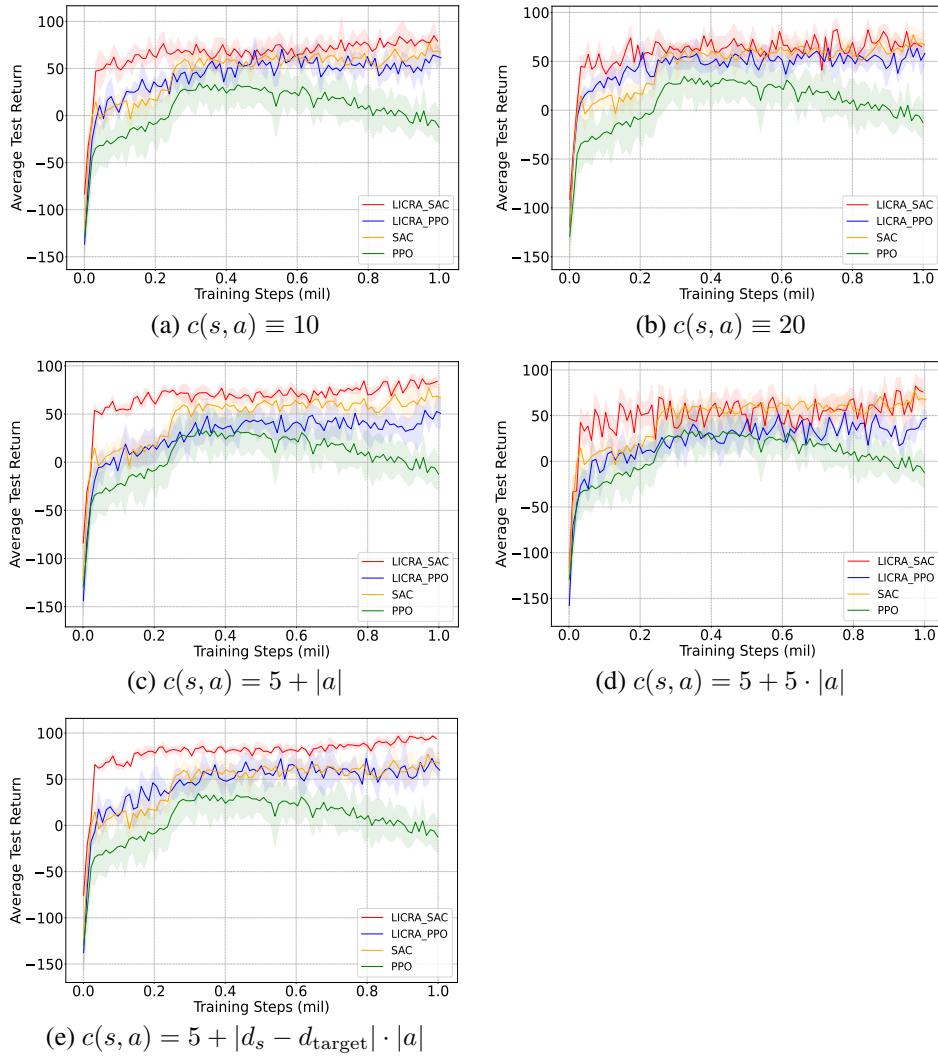 100
50
0
−50
−100
−150
Average Test Return
0.0 0.2 0.4 0.6 0.8 1.0
Training Steps (mil)
LICRA_SAC
LICRA_PPO
SAC
PPO
(a) c(s, a) ≡ 10
100
50
0
−50
−100
−150
Average Test Return
0.0 0.2 0.4 0.6 0.8 1.0
Training Steps (mil)
LICRA_SAC
LICRA_PPO
SAC
PPO
(b) c(s, a) ≡ 20
100
50
0
−50
−100
−150
Average Test Return
0.0 0.2 0.4 0.6 0.8 1.0
Training Steps (mil)
LICRA_SAC
LICRA_PPO
SAC
PPO
(c) c(s, a) = 5 + |a|
100
50
0
−50
−100
−150
Average Test Return
0.0 0.2 0.4 0.6 0.8 1.0
Training Steps (mil)
LICRA_SAC
LICRA_PPO
SAC
PPO
(d) c(s, a) = 5 + 5 · |a|
100
50
0
−50
−100
−150
Average Test Return
0.0 0.2 0.4 0.6 0.8 1.0
Training Steps (mil)
LICRA_SAC
LICRA_PPO
SAC
PPO
(e) c(s, a) = 5 + |d_s − d_target| · |a|